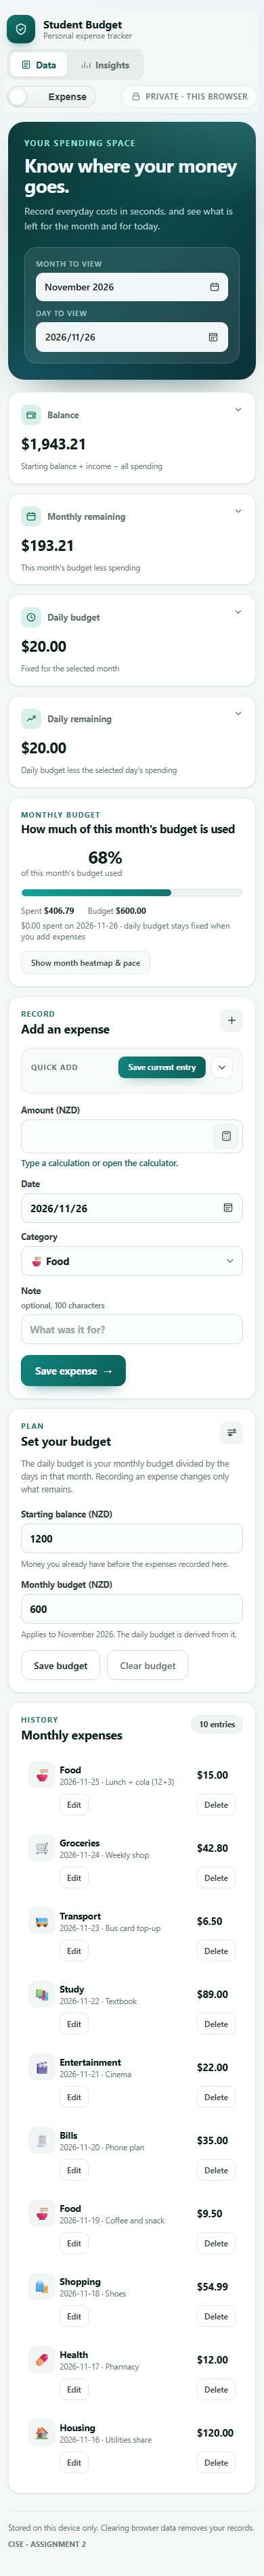 Student Budget
Personal expense tracker
Data
Insights
Expense
PRIVATE · THIS BROWSER
YOUR SPENDING SPACE
Know where your money
goes.
Record everyday costs in seconds, and see what is
left for the month and for today.
MONTH TO VIEW
November 2026
DAY TO VIEW
2026/11/26
Balance
$1,943.21
Starting balance + income − all spending
Monthly remaining
$193.21
This month's budget less spending
Daily budget
$20.00
Fixed for the selected month
Daily remaining
$20.00
Daily budget less the selected day's spending
MONTHLY BUDGET
How much of this month's budget is used
68%
of this month's budget used
Spent $406.79 Budget $600.00
$0.00 spent on 2026-11-26 · daily budget stays fixed when
you add expenses
Show month heatmap & pace
RECORD
Add an expense
QUICK ADD
Save current entry
Amount (NZD)
Type a calculation or open the calculator.
Date
2026/11/26
Category
Food
Note
optional, 100 characters
What was it for?
Save expense →
PLAN
Set your budget
The daily budget is your monthly budget divided by the
days in that month. Recording an expense changes only
what remains.
Starting balance (NZD)
1200
Money you already have before the expenses recorded here.
Monthly budget (NZD)
600
Applies to November 2026. The daily budget is derived from it.
Save budget
Clear budget
HISTORY
Monthly expenses
10 entries
Food
2026-11-25 · Lunch + cola (12+3)
$15.00
Edit
Delete
Groceries
2026-11-24 · Weekly shop
$42.80
Edit
Delete
Transport
2026-11-23 · Bus card top-up
$6.50
Edit
Delete
Study
2026-11-22 · Textbook
$89.00
Edit
Delete
Entertainment
2026-11-21 · Cinema
$22.00
Edit
Delete
Bills
2026-11-20 · Phone plan
$35.00
Edit
Delete
Food
2026-11-19 · Coffee and snack
$9.50
Edit
Delete
Shopping
2026-11-18 · Shoes
$54.99
Edit
Delete
Health
2026-11-17 · Pharmacy
$12.00
Edit
Delete
Housing
2026-11-16 · Utilities share
$120.00
Edit
Delete
Stored on this device only. Clearing browser data removes your records.
CISE · ASSIGNMENT 2